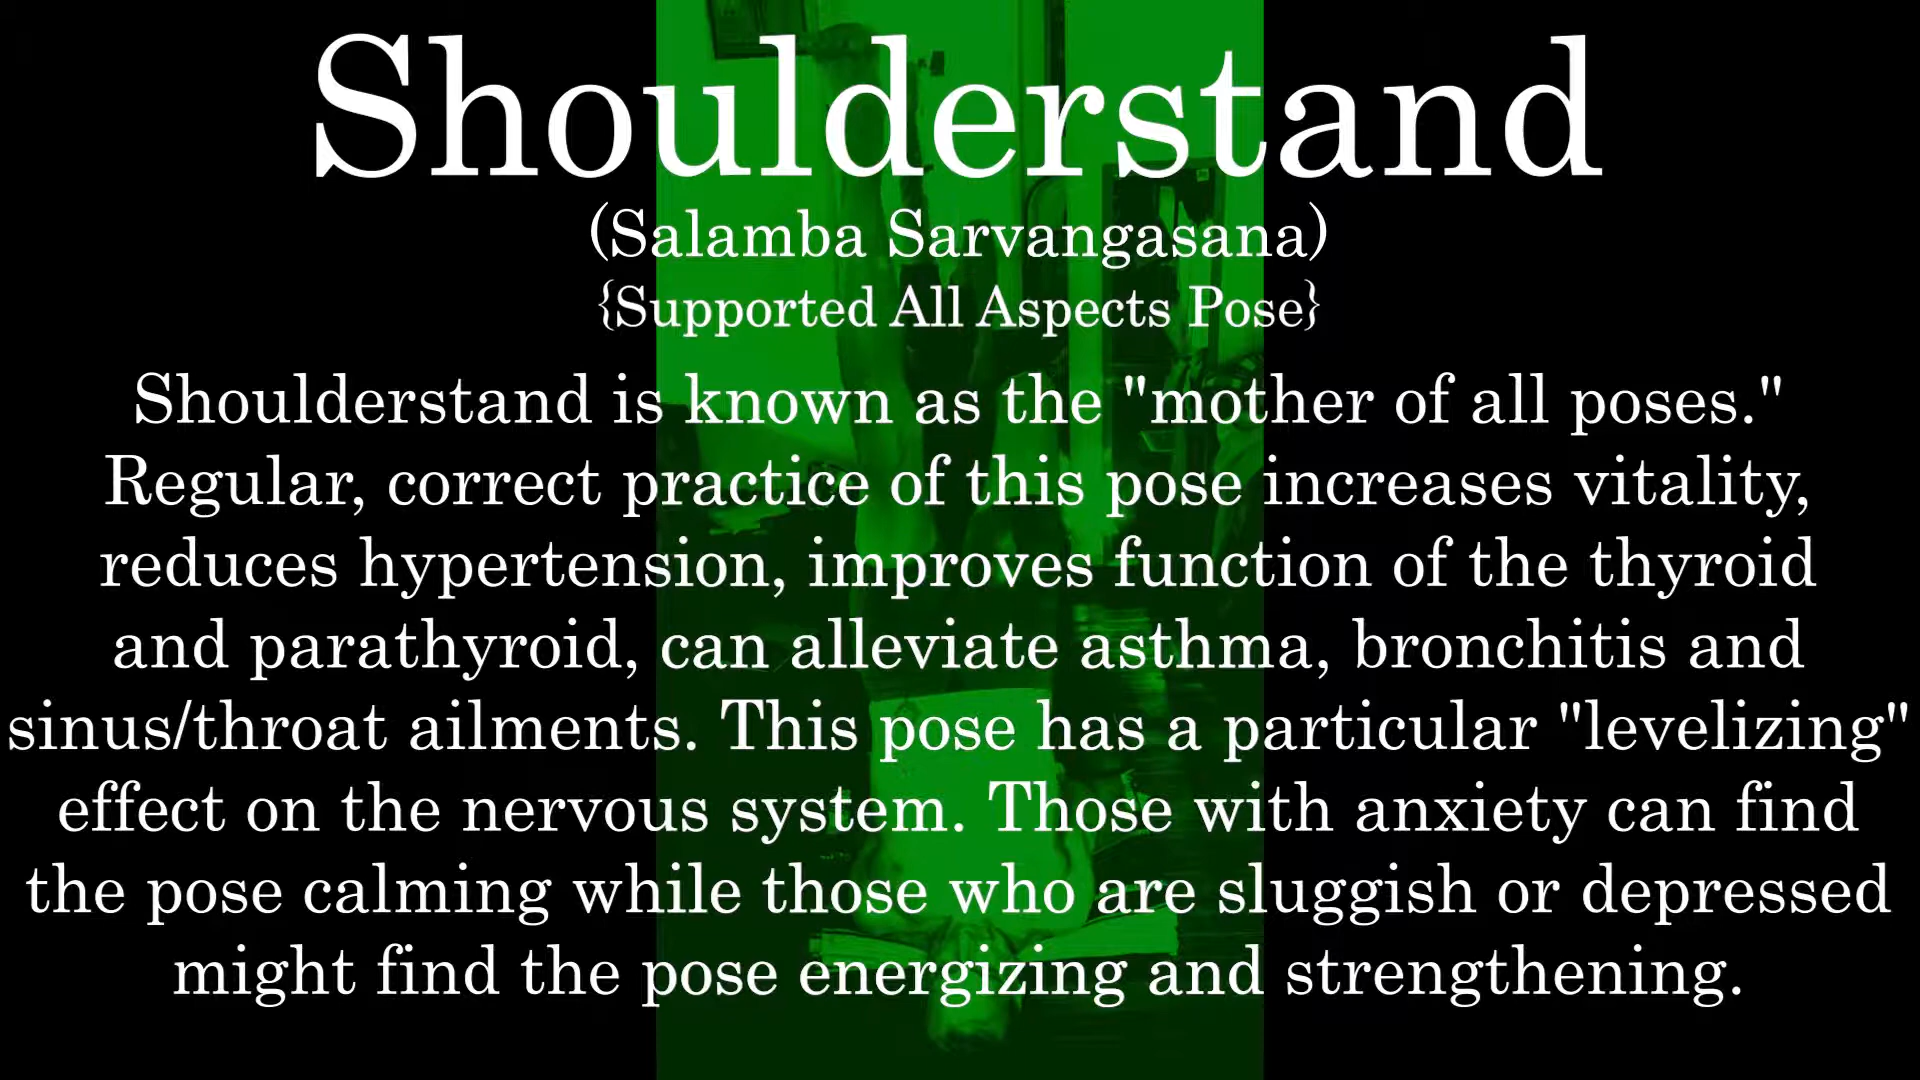 Shoulderstand
(Salamba Sarvangasana)
{Supported All Aspects Pose}
Shoulderstand is known as the "mother of all poses."
Regular, correct practice of this pose increases vitality,
reduces hypertension, improves function of the thyroid
and parathyroid, can alleviate asthma, bronchitis and
sinus/throat ailments. This pose has a particular "levelizing"
effect on the nervous system. Those with anxiety can find
the pose calming while those who are sluggish or depressed
might find the pose energizing and strengthening.